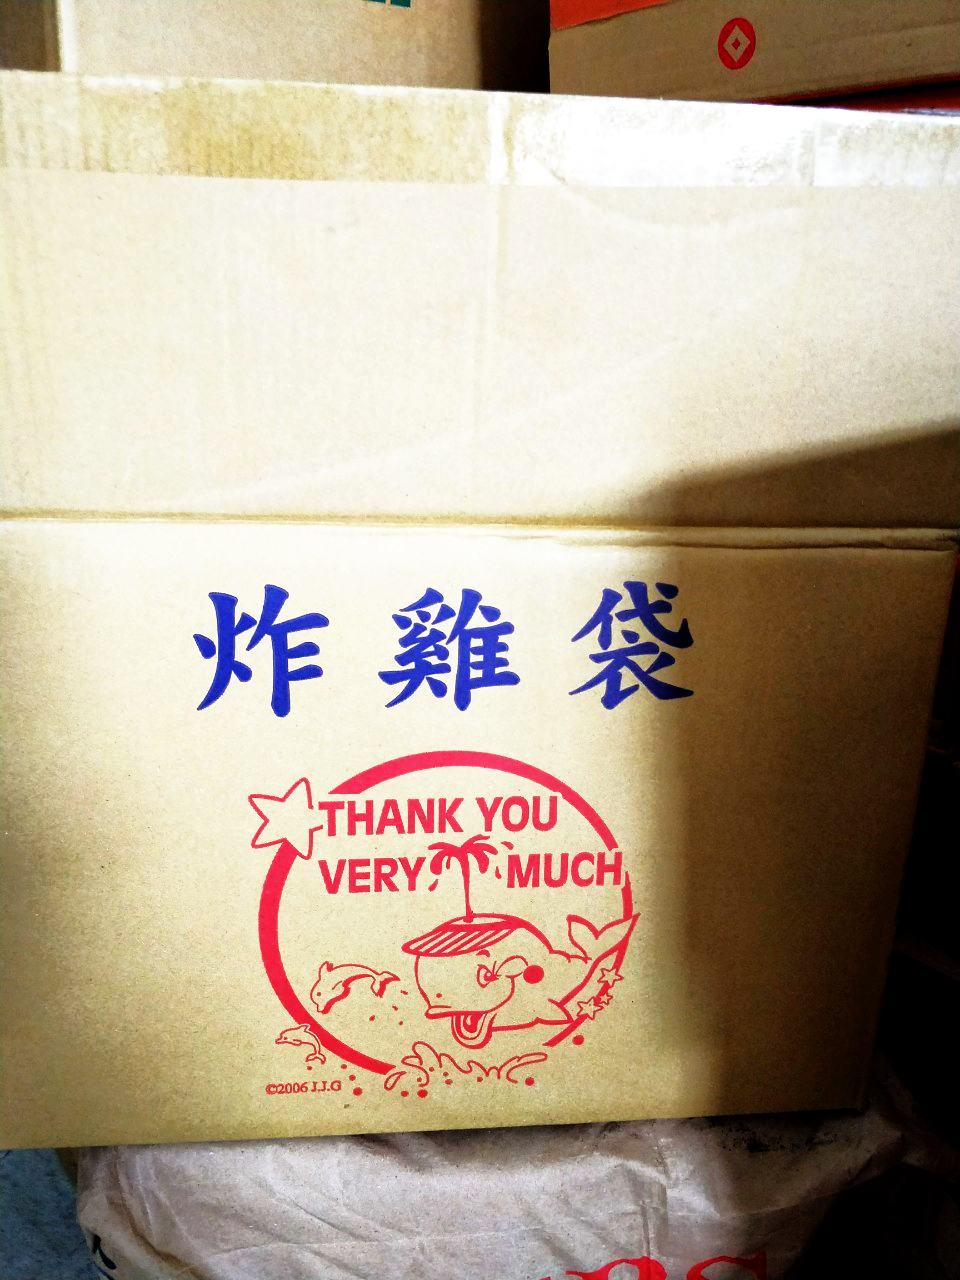 炸雞袋
THANK YOU
VERY MUCH
©2006 J.J.G